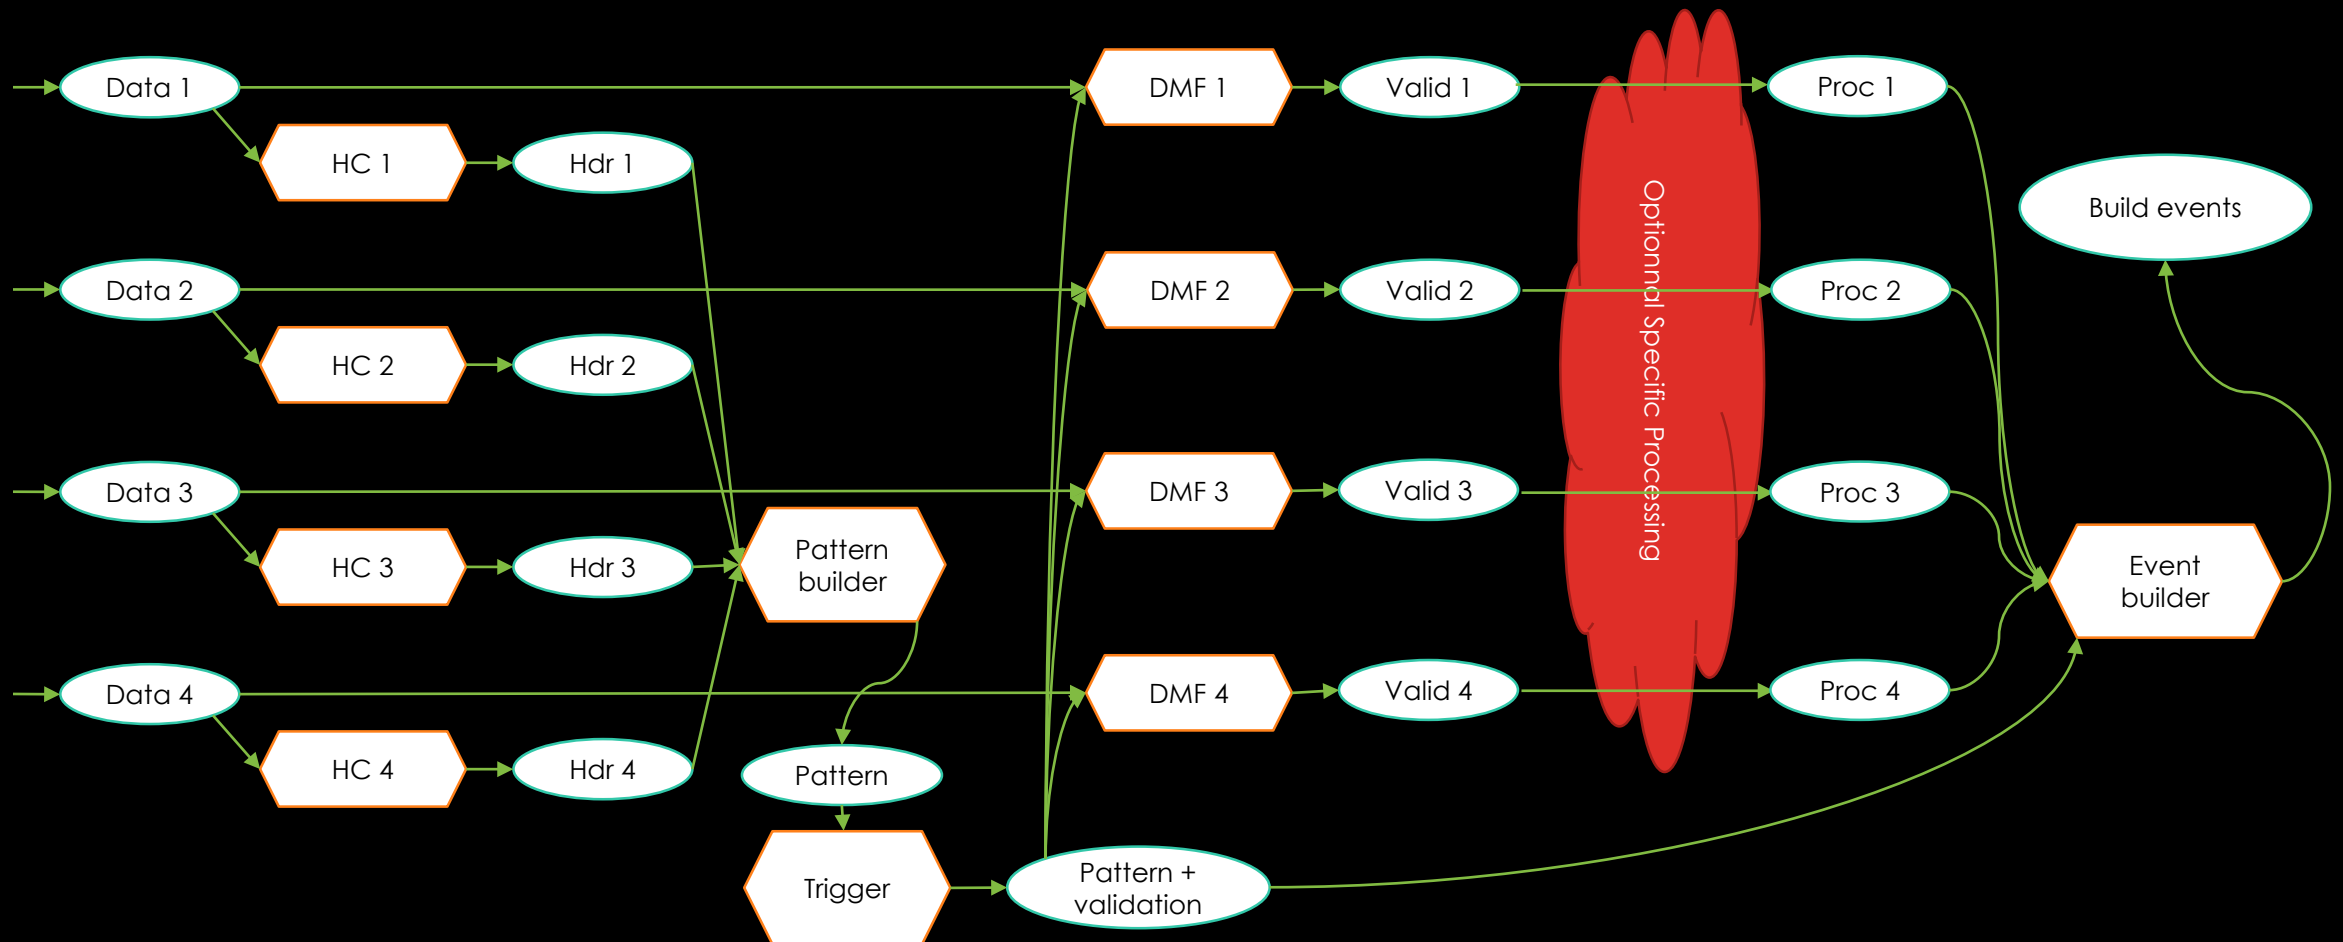 Data 1
DMF 1
Valid 1
Proc 1
HC 1
Hdr 1
Build events
Data 2
DMF 2
Valid 2
Proc 2
HC 2
Hdr 2
Optionnal Specific Processing
Data 3
DMF 3
Valid 3
Proc 3
HC 3
Hdr 3
Pattern
builder
Event
builder
Data 4
DMF 4
Valid 4
Proc 4
HC 4
Hdr 4
Pattern
Trigger
Pattern +
validation